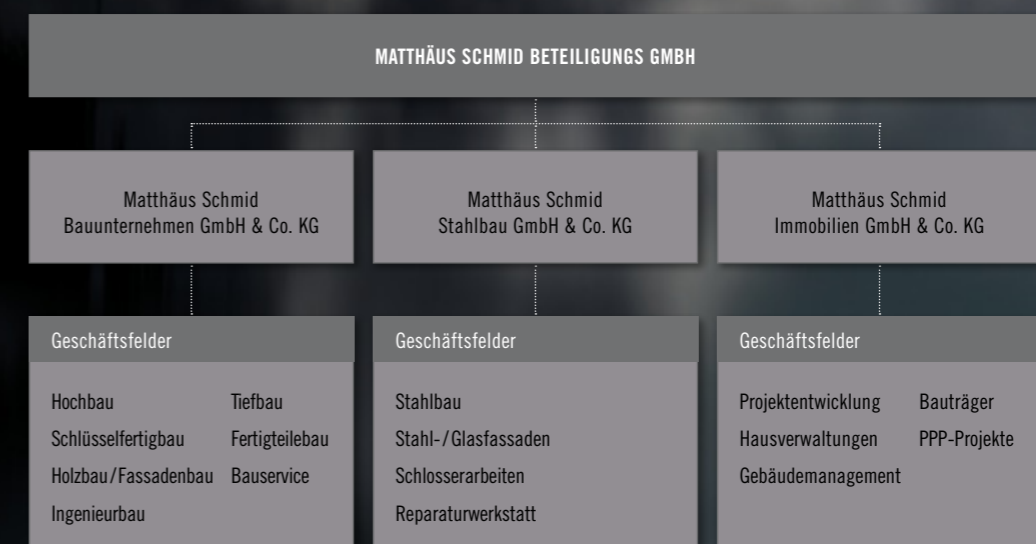 MATTHÄUS SCHMID BETEILIGUNGS GMBH
Matthäus Schmid
Bauunternehmen GmbH & Co. KG
Matthäus Schmid
Stahlbau GmbH & Co. KG
Matthäus Schmid
Immobilien GmbH & Co. KG
Geschäftsfelder
Hochbau
Schlüsselfertigbau
Holzbau/Fassadenbau
Ingenieurbau
Tiefbau
Fertigteilebau
Bauservice
Geschäftsfelder
Stahlbau
Stahl-/Glasfassaden
Schlosserarbeiten
Reparaturwerkstatt
Geschäftsfelder
Projektentwicklung
Hausverwaltungen
Gebäudemanagement
Bauträger
PPP-Projekte